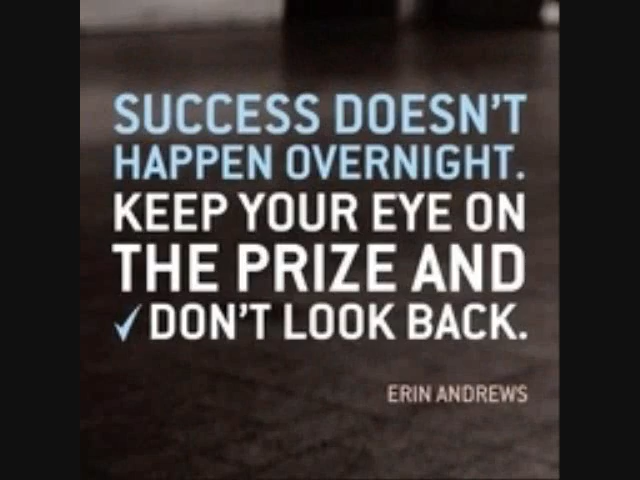 SUCCESS DOESN'T
HAPPEN OVERNIGHT.
KEEP YOUR EYE ON
THE PRIZE AND
✓DON'T LOOK BACK.
ERIN ANDREWS